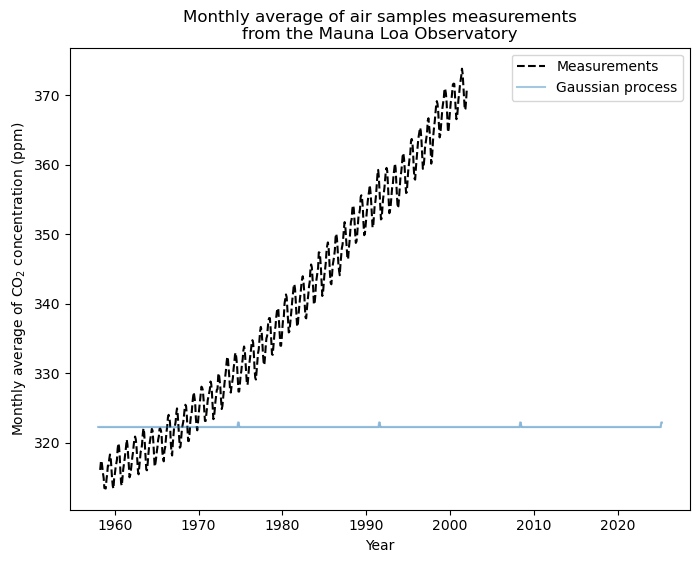 Monthly average of air samples measurements
from the Mauna Loa Observatory
Measurements
Gaussian process
Monthly average of CO₂ concentration (ppm)
370
360
350
340
330
320
1960 1970 1980 1990 2000 2010 2020
Year